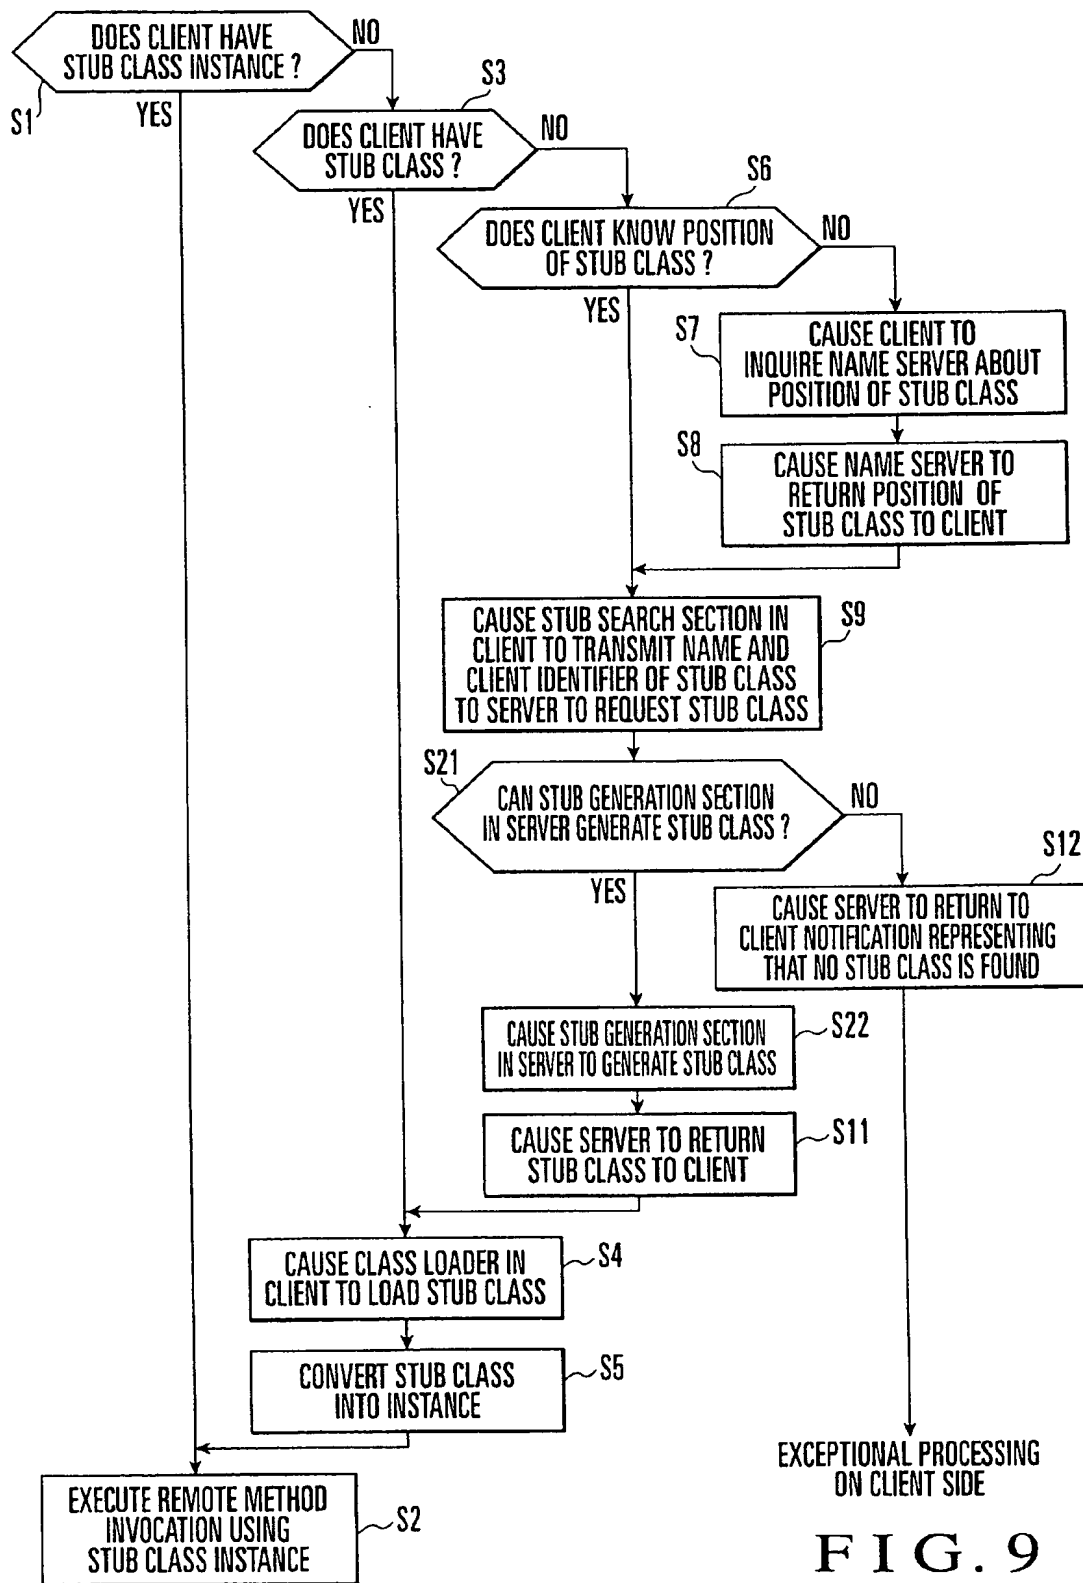 DOES CLIENT HAVE
STUB CLASS INSTANCE ?
NO
S1
YES
S3
DOES CLIENT HAVE
STUB CLASS ?
NO
YES
S6
DOES CLIENT KNOW POSITION
OF STUB CLASS ?
NO
YES
S7
CAUSE CLIENT TO
INQUIRE NAME SERVER ABOUT
POSITION OF STUB CLASS
S8
CAUSE NAME SERVER TO
RETURN POSITION OF
STUB CLASS TO CLIENT
CAUSE STUB SEARCH SECTION IN
CLIENT TO TRANSMIT NAME AND
CLIENT IDENTIFIER OF STUB CLASS
TO SERVER TO REQUEST STUB CLASS
S9
S21
CAN STUB GENERATION SECTION
IN SERVER GENERATE STUB CLASS ?
NO
YES
S12
CAUSE SERVER TO RETURN TO
CLIENT NOTIFICATION REPRESENTING
THAT NO STUB CLASS IS FOUND
CAUSE STUB GENERATION SECTION
IN SERVER TO GENERATE STUB CLASS
S22
CAUSE SERVER TO RETURN
STUB CLASS TO CLIENT
S11
CAUSE CLASS LOADER IN
CLIENT TO LOAD STUB CLASS
S4
CONVERT STUB CLASS
INTO INSTANCE
S5
EXCEPTIONAL PROCESSING
ON CLIENT SIDE
EXECUTE REMOTE METHOD
INVOCATION USING
STUB CLASS INSTANCE
S2
FIG. 9